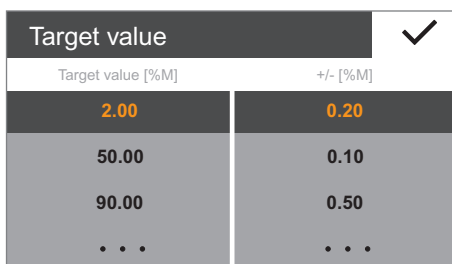 Target value
Target value [%M] +/- [%M]
2.00 0.20
50.00 0.10
90.00 0.50
• • • • • •